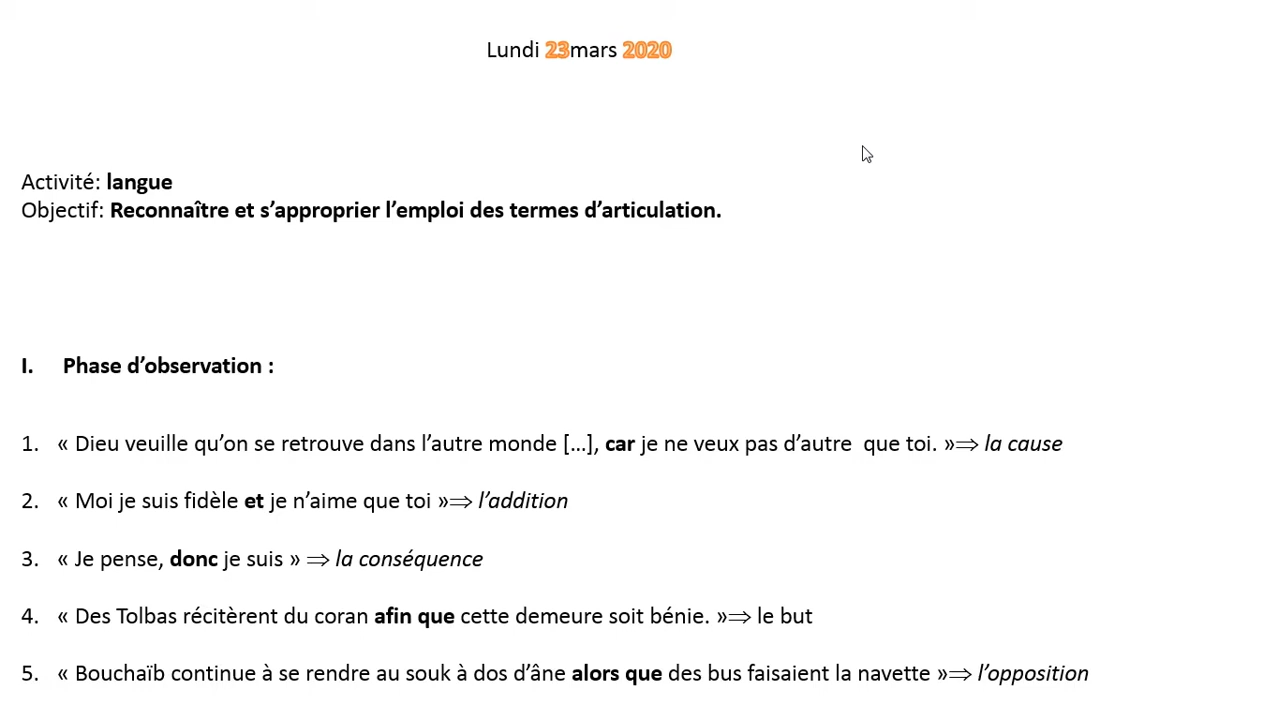 Lundi 23mars 2020
Activité: langue
Objectif: Reconnaître et s’approprier l’emploi des termes d’articulation.
I. Phase d’observation :
1. « Dieu veuille qu’on se retrouve dans l’autre monde […], car je ne veux pas d’autre  que toi. »⇒ la cause
2. « Moi je suis fidèle et je n’aime que toi »⇒ l’addition
3. « Je pense, donc je suis » ⇒ la conséquence
4. « Des Tolbas récitèrent du coran afin que cette demeure soit bénie. »⇒ le but
5. « Bouchaïb continue à se rendre au souk à dos d’âne alors que des bus faisaient la navette »⇒ l’opposition